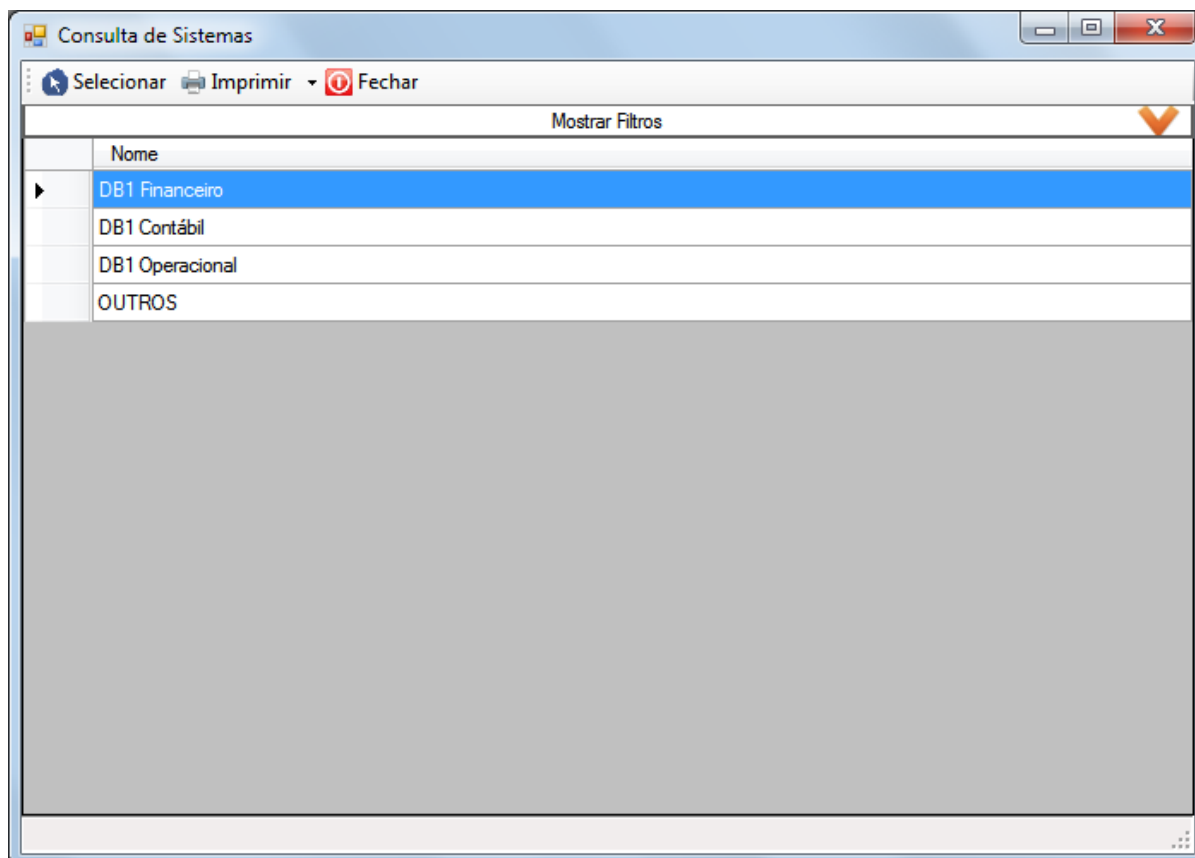 Consulta de Sistemas
Selecionar Imprimir Fechar
Mostrar Filtros
Nome
DB1 Financeiro
DB1 Contábil
DB1 Operacional
OUTROS